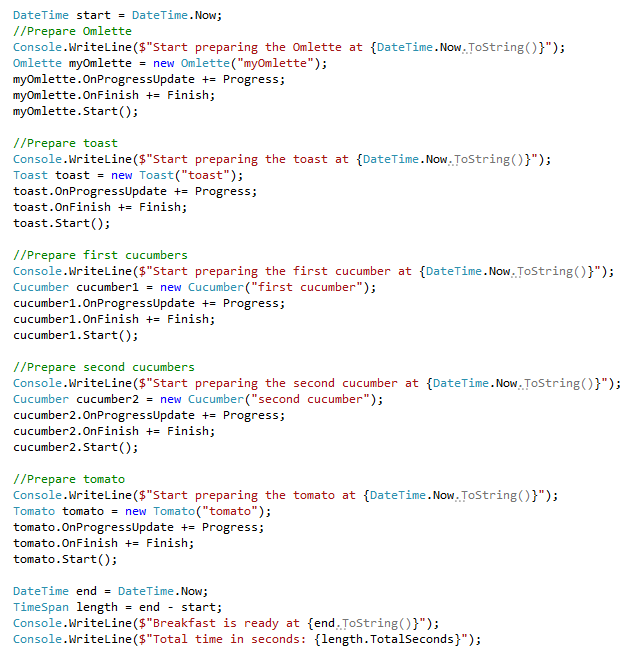 DateTime start = DateTime.Now;
//Prepare Omlette
Console.WriteLine($"Start preparing the Omlette at {DateTime.Now.ToString()}");
Omlette myOmlette = new Omlette("myOmlette");
myOmlette.OnProgressUpdate += Progress;
myOmlette.OnFinish += Finish;
myOmlette.Start();

//Prepare toast
Console.WriteLine($"Start preparing the toast at {DateTime.Now.ToString()}");
Toast toast = new Toast("toast");
toast.OnProgressUpdate += Progress;
toast.OnFinish += Finish;
toast.Start();

//Prepare first cucumbers
Console.WriteLine($"Start preparing the first cucumber at {DateTime.Now.ToString()}");
Cucumber cucumber1 = new Cucumber("first cucumber");
cucumber1.OnProgressUpdate += Progress;
cucumber1.OnFinish += Finish;
cucumber1.Start();

//Prepare second cucumbers
Console.WriteLine($"Start preparing the second cucumber at {DateTime.Now.ToString()}");
Cucumber cucumber2 = new Cucumber("second cucumber");
cucumber2.OnProgressUpdate += Progress;
cucumber2.OnFinish += Finish;
cucumber2.Start();

//Prepare tomato
Console.WriteLine($"Start preparing the tomato at {DateTime.Now.ToString()}");
Tomato tomato = new Tomato("tomato");
tomato.OnProgressUpdate += Progress;
tomato.OnFinish += Finish;
tomato.Start();

DateTime end = DateTime.Now;
TimeSpan length = end - start;
Console.WriteLine($"Breakfast is ready at {end.ToString()}");
Console.WriteLine($"Total time in seconds: {length.TotalSeconds}");